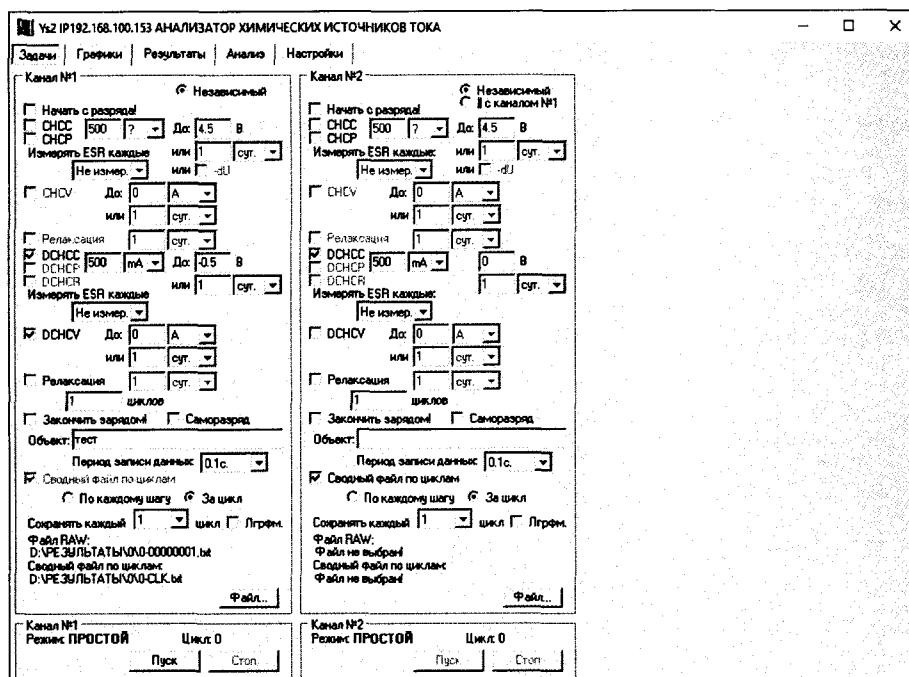 Ys2 IP192.168.100.153 АНАЛИЗАТОР ХИМИЧЕСКИХ ИСТОЧНИКОВ ТОКА
Задачи Графики Результаты Анализ Настройки
Канал №1
Независимый
Начать с разряда!
CHCC 500 ? До: 4.5 В
CHCP
Измерять ESR каждые или 1 сут.
Не измер. или -dU
CHCV До: 0 А
или 1 сут.
Релаксация 1 сут.
DCHCC 500 mA До: -0.5 В
DCHCP
DCHCR или 1 сут.
Измерять ESR каждые
Не измер.
DCHCV До: 0 А
или 1 сут.
Релаксация 1 сут.
1 циклов
Закончить зарядом! Саморазряд
Объект: тест
Период записи данных: 0.1с.
Сводный файл по циклам
По каждому шагу За цикл
Сохранять каждый 1 цикл Лгрфм.
Файл RAW:
D:\РЕЗУЛЬТАТЫ\0\0-00000001.txt
Сводный файл по циклам:
D:\РЕЗУЛЬТАТЫ\0\0-CLK.txt
Файл...
Канал №1
Режим: ПРОСТОЙ Цикл: 0
Пуск Стоп
Канал №2
Независимый
II с каналом №1
Начать с разряда!
CHCC 500 ? До: 4.5 В
CHCP
Измерять ESR каждые: или 1 сут.
Не измер. или -dU
CHCV До: 0 А
или 1 сут.
Релаксация 1 сут.
DCHCC 500 mA 0 В
DCHCP
DCHCR 1 сут.
Измерять ESR каждые:
Не измер.
DCHCV До: 0 А
или 1 сут.
Релаксация 1 сут.
1 циклов
Закончить зарядом! Саморазряд
Объект:
Период записи данных: 0.1с.
Сводный файл по циклам
По каждому шагу За цикл
Сохранять каждый 1 цикл Лгрфм.
Файл RAW:
Файл не выбран!
Сводный файл по циклам:
Файл не выбран!
Файл...
Канал №2
Режим: ПРОСТОЙ Цикл: 0
Пуск Стоп